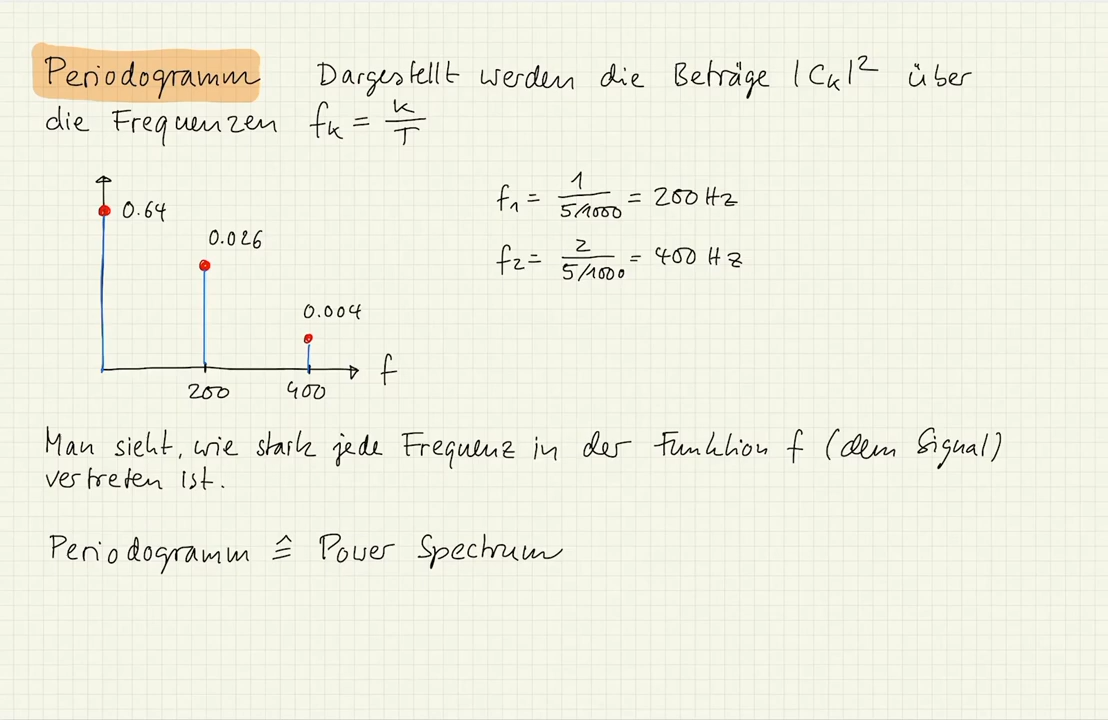 Periodogramm Dargestellt werden die Beträge |Cₖ|² über
die Frequenzen fₖ = k/T
0.64
0.026
0.004
200 400 f
f₁ = 1/(5/1000) = 200 Hz
f₂ = 2/(5/1000) = 400 Hz
Man sieht, wie stark jede Frequenz in der Funktion f (dem Signal)
vertreten ist.
Periodogramm ≙ Power Spectrum